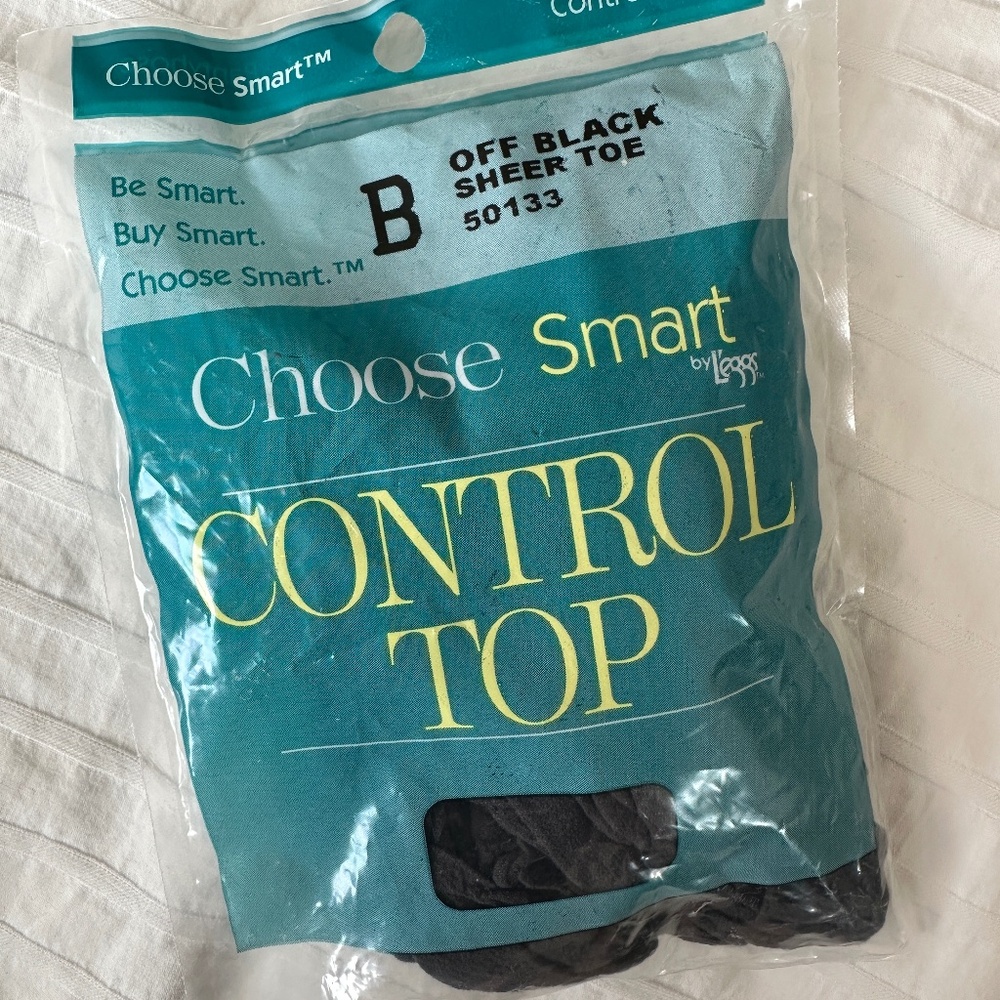 Choose Smart™
Be Smart.
Buy Smart.
Choose Smart.™
B
OFF BLACK
SHEER TOE
50133
Choose Smart
by L'eggs™
CONTROL
TOP